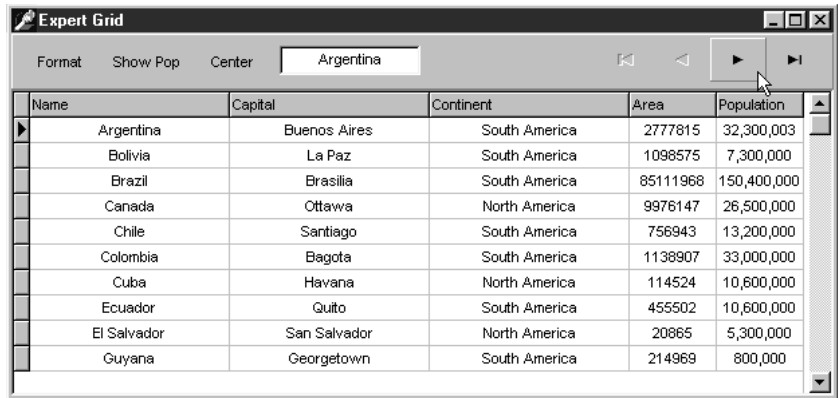 Expert Grid
Format Show Pop Center Argentina
Name Capital Continent Area Population
Argentina Buenos Aires South America 2777815 32,300,003
Bolivia La Paz South America 1098575 7,300,000
Brazil Brasilia South America 85111968 150,400,000
Canada Ottawa North America 9976147 26,500,000
Chile Santiago South America 756943 13,200,000
Colombia Bagota South America 1138907 33,000,000
Cuba Havana North America 114524 10,600,000
Ecuador Quito South America 455502 10,600,000
El Salvador San Salvador North America 20865 5,300,000
Guyana Georgetown South America 214969 800,000